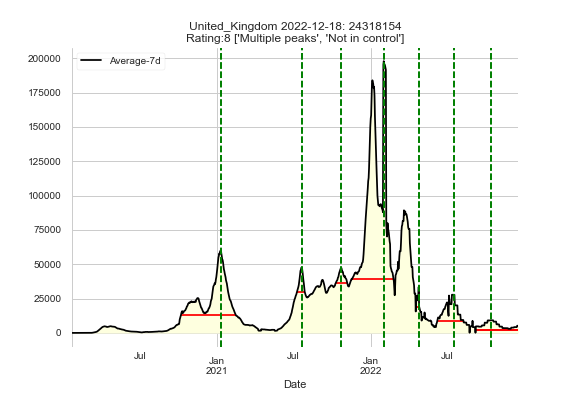 United_Kingdom 2022-12-18: 24318154
Rating:8 ['Multiple peaks', 'Not in control']
Average-7d
200000
175000
150000
125000
100000
75000
50000
25000
0
Jul
Jan
2021
Jul
Jan
2022
Jul
Date